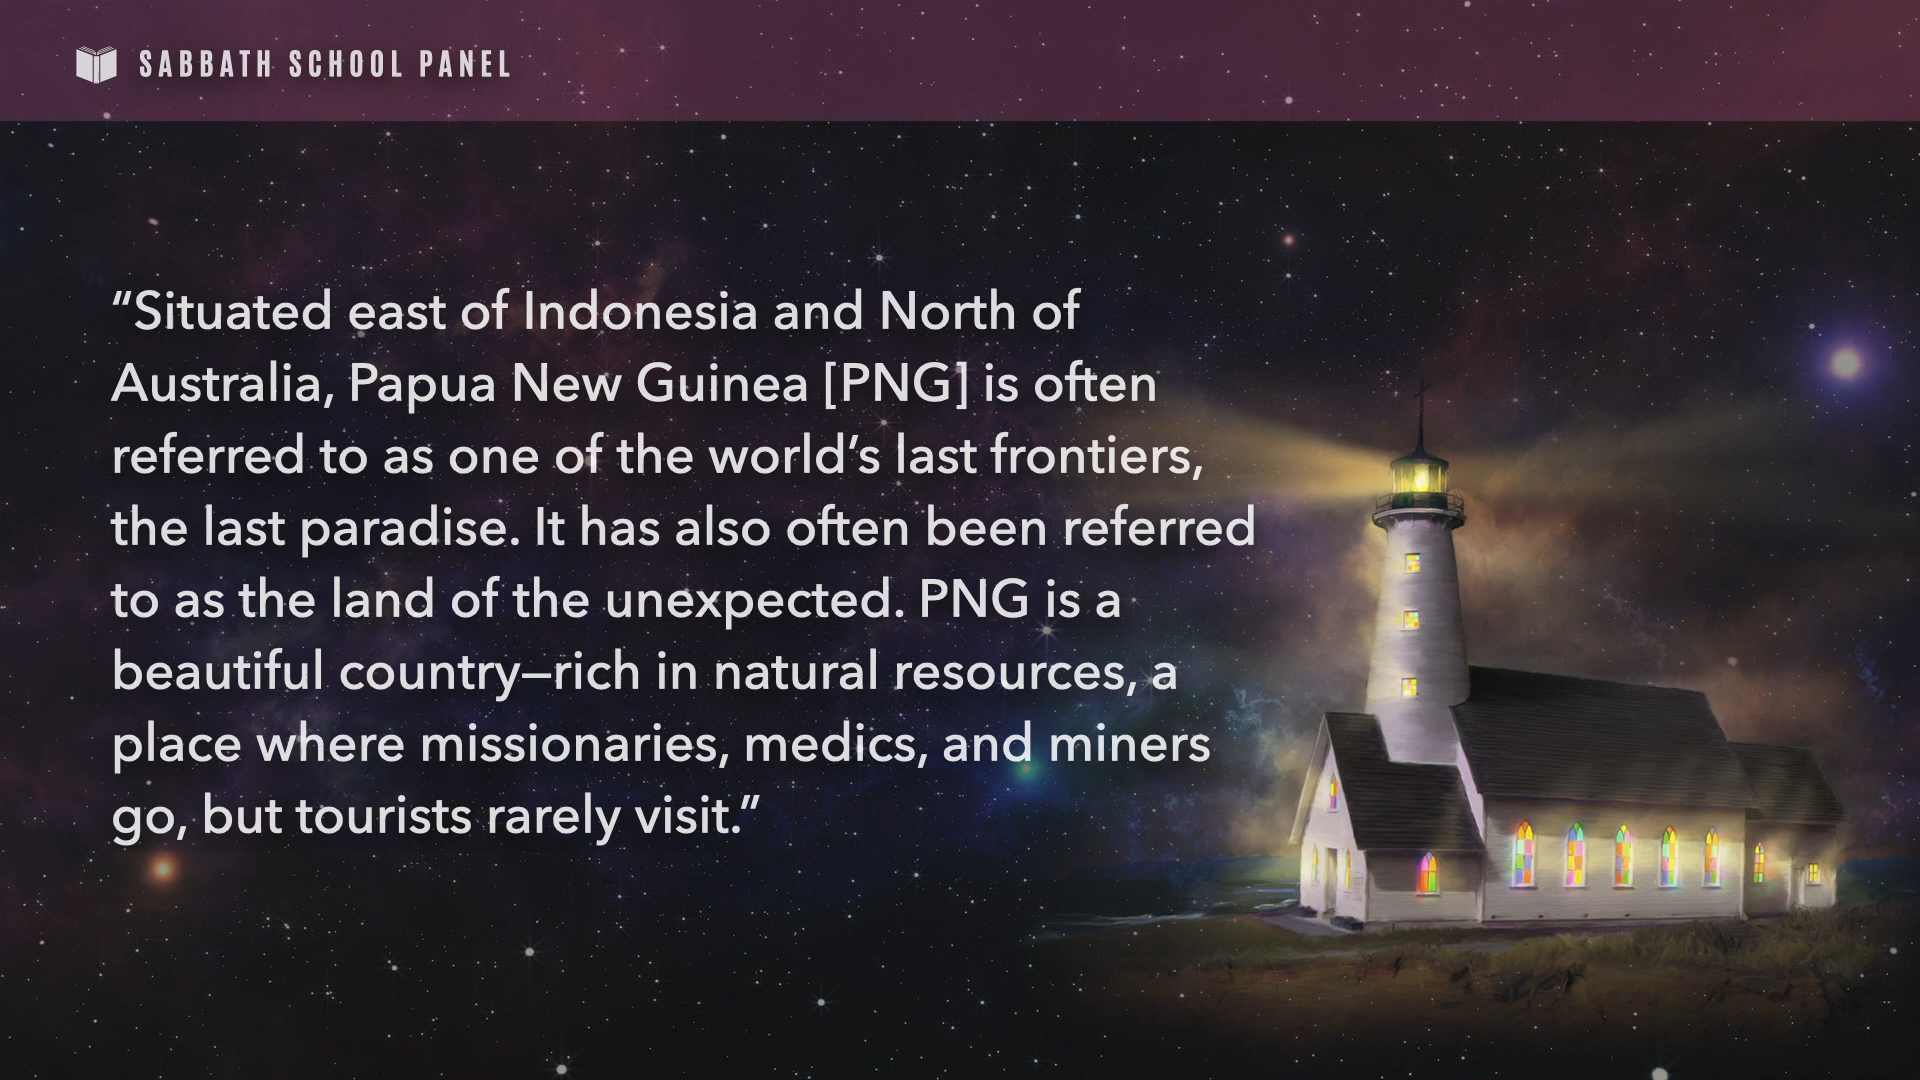 SABBATH SCHOOL PANEL
“Situated east of Indonesia and North of
Australia, Papua New Guinea [PNG] is often
referred to as one of the world’s last frontiers,
the last paradise. It has also often been referred
to as the land of the unexpected. PNG is a
beautiful country—rich in natural resources, a
place where missionaries, medics, and miners
go, but tourists rarely visit.”